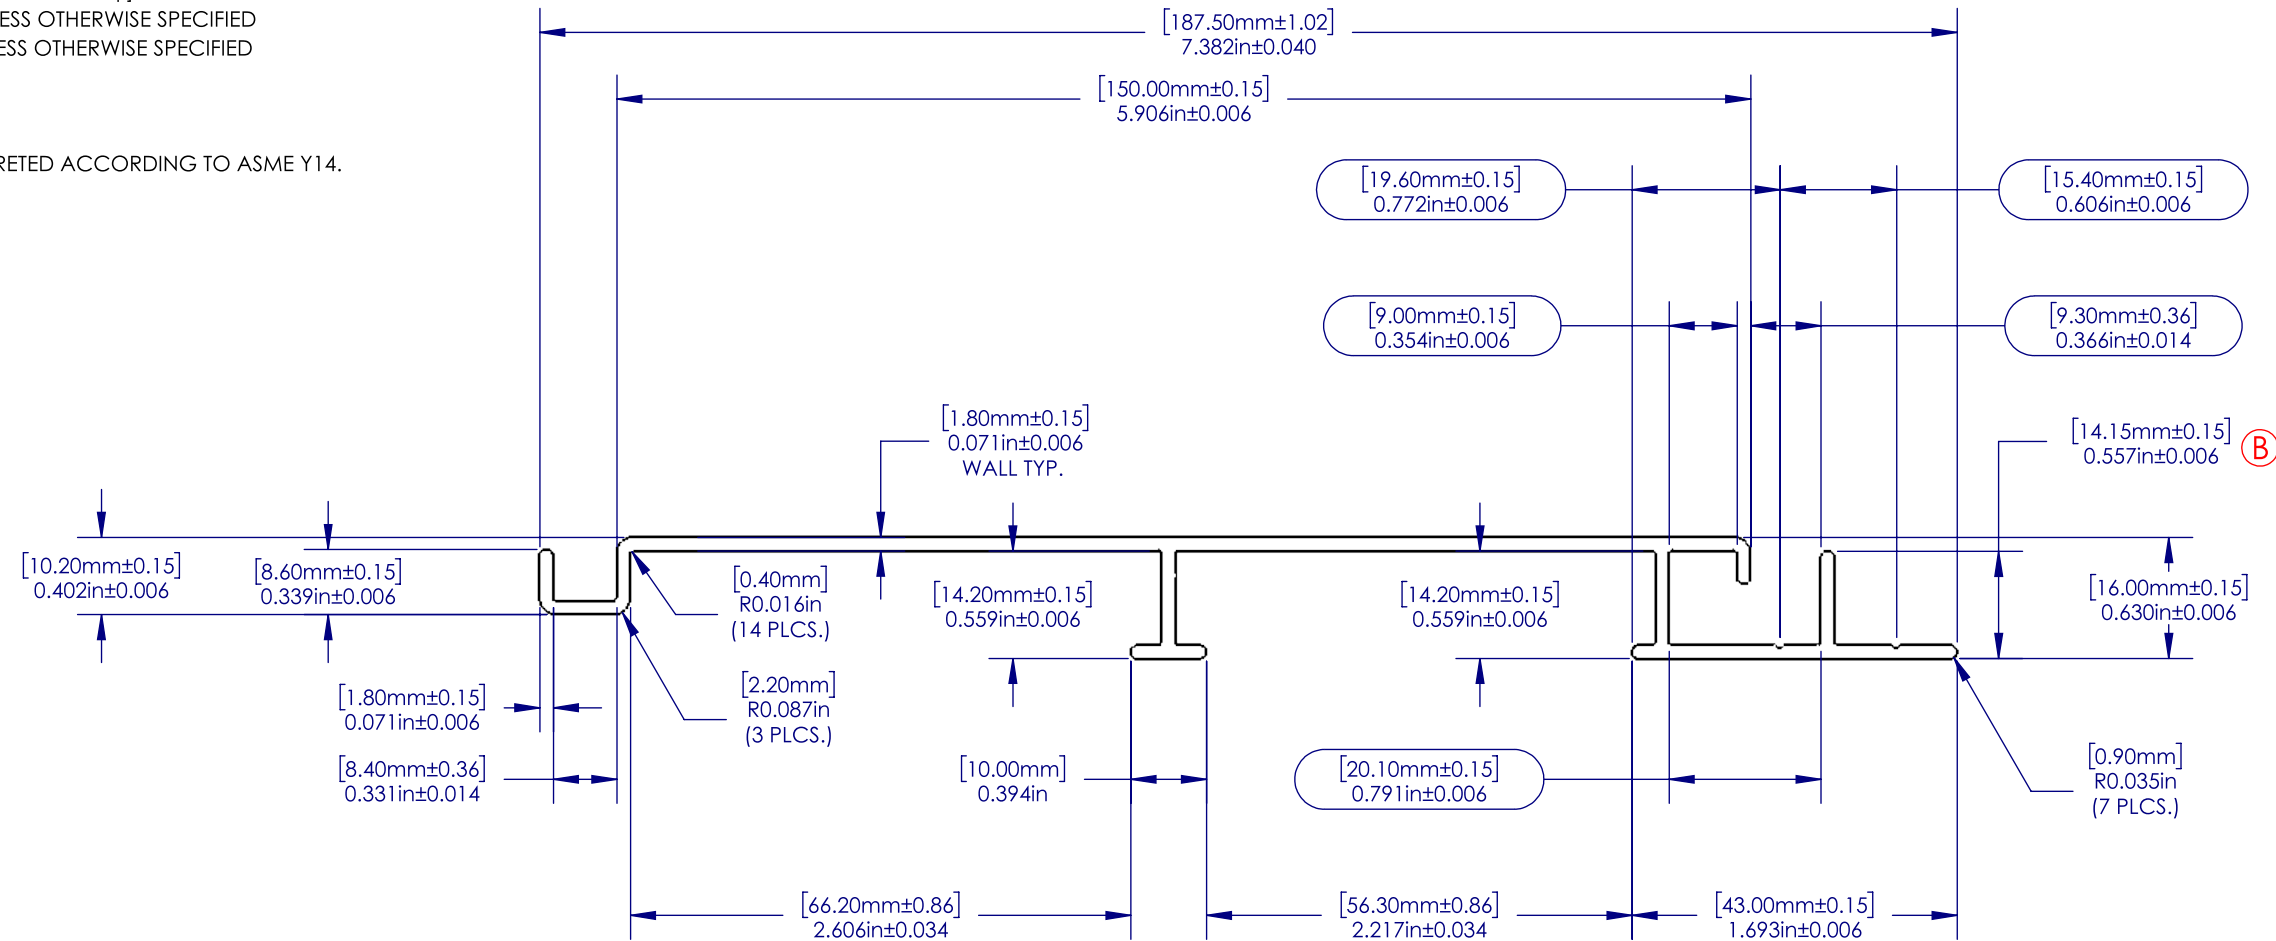 ESS OTHERWISE SPECIFIED
ESS OTHERWISE SPECIFIED
RETED ACCORDING TO ASME Y14.
[187.50mm±1.02]
7.382in±0.040
[150.00mm±0.15]
5.906in±0.006
[19.60mm±0.15]
0.772in±0.006
[15.40mm±0.15]
0.606in±0.006
[9.00mm±0.15]
0.354in±0.006
[9.30mm±0.36]
0.366in±0.014
[1.80mm±0.15]
0.071in±0.006
WALL TYP.
[14.15mm±0.15]
0.557in±0.006
B
[10.20mm±0.15]
0.402in±0.006
[8.60mm±0.15]
0.339in±0.006
[0.40mm]
R0.016in
(14 PLCS.)
[14.20mm±0.15]
0.559in±0.006
[14.20mm±0.15]
0.559in±0.006
[16.00mm±0.15]
0.630in±0.006
[1.80mm±0.15]
0.071in±0.006
[2.20mm]
R0.087in
(3 PLCS.)
[8.40mm±0.36]
0.331in±0.014
[10.00mm]
0.394in
[20.10mm±0.15]
0.791in±0.006
[0.90mm]
R0.035in
(7 PLCS.)
[66.20mm±0.86]
2.606in±0.034
[56.30mm±0.86]
2.217in±0.034
[43.00mm±0.15]
1.693in±0.006